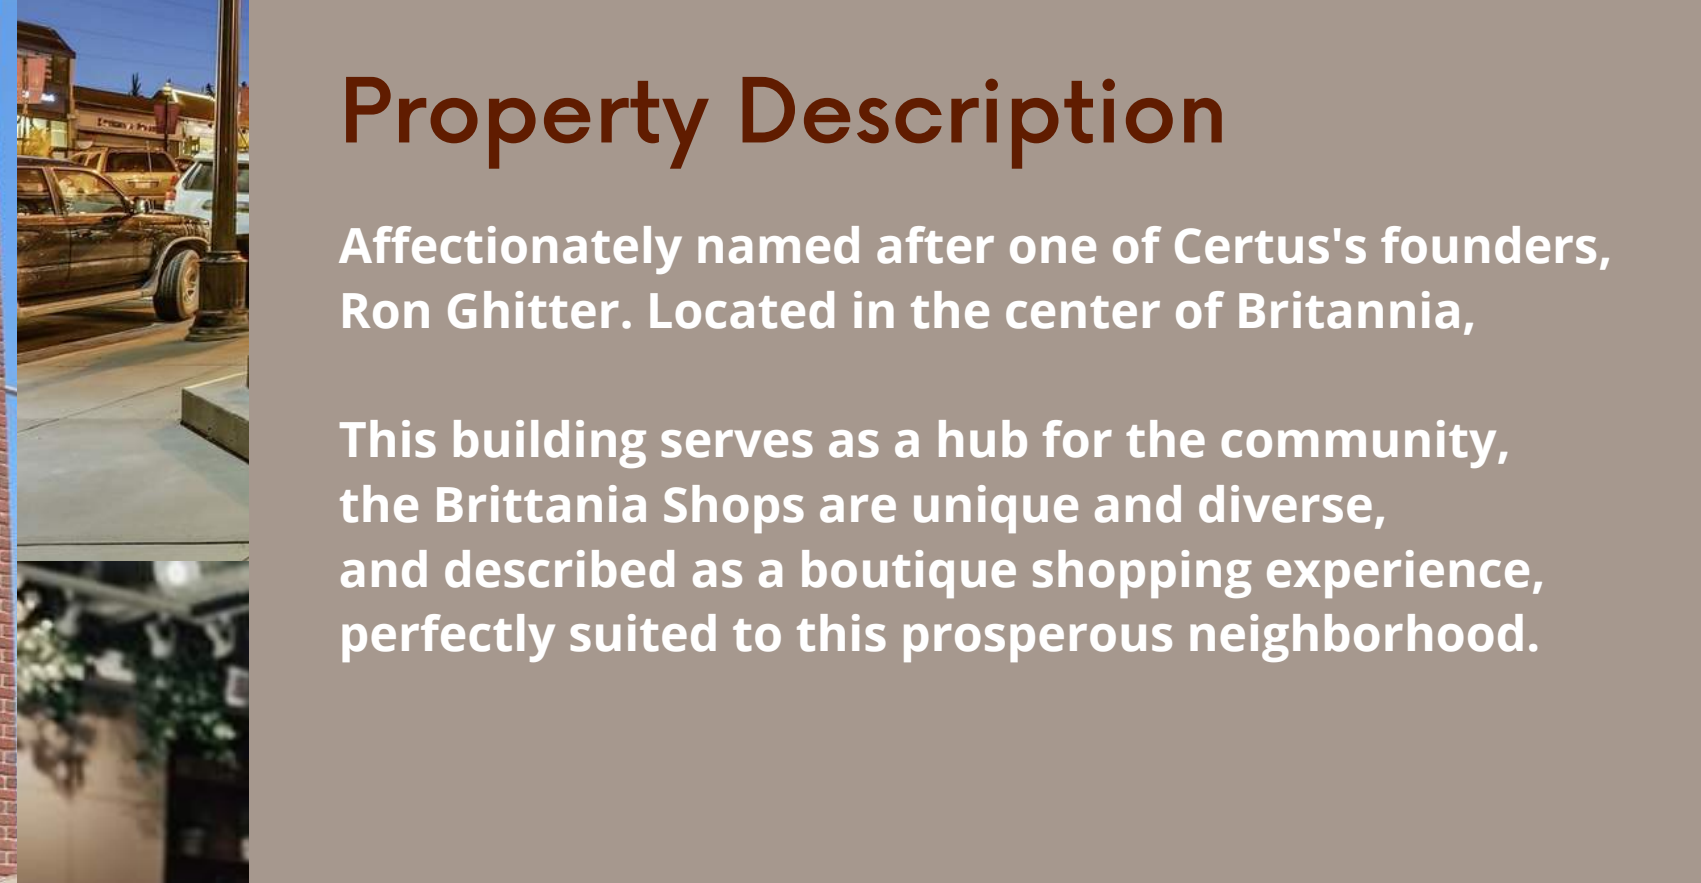 Property Description
Affectionately named after one of Certus's founders,
Ron Ghitter. Located in the center of Britannia,
This building serves as a hub for the community,
the Brittania Shops are unique and diverse,
and described as a boutique shopping experience,
perfectly suited to this prosperous neighborhood.